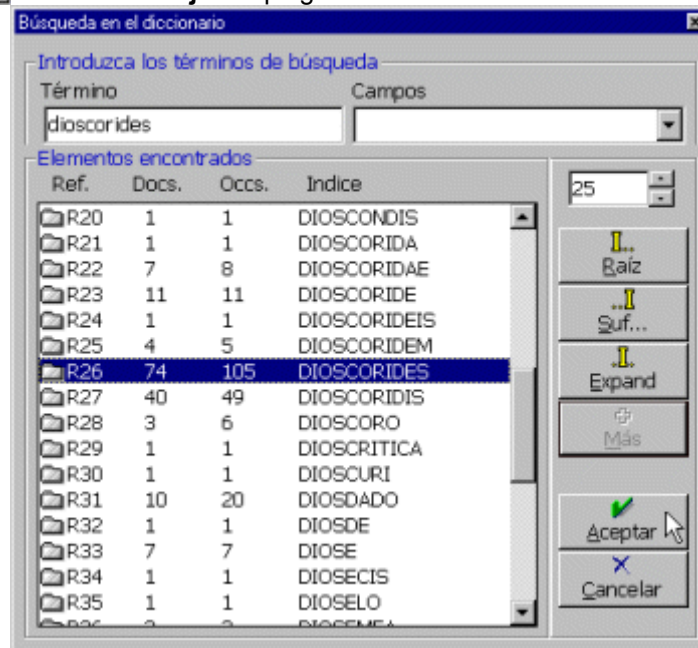 Búsqueda en el diccionario
Introduzca los términos de búsqueda
Término Campos
dioscorides
Elementos encontrados
Ref. Docs. Occs. Indice
R20 1 1 DIOSCONDIS
R21 1 1 DIOSCORIDA
R22 7 8 DIOSCORIDAE
R23 11 11 DIOSCORIDE
R24 1 1 DIOSCORIDEIS
R25 4 5 DIOSCORIDEM
R26 74 105 DIOSCORIDES
R27 40 49 DIOSCORIDIS
R28 3 6 DIOSCORO
R29 1 1 DIOSCRITICA
R30 1 1 DIOSCURI
R31 10 20 DIOSDADO
R32 1 1 DIOSDE
R33 7 7 DIOSE
R34 1 1 DIOSECIS
R35 1 1 DIOSELO
25
Raíz
Suf...
Expand
Más
Aceptar
Cancelar